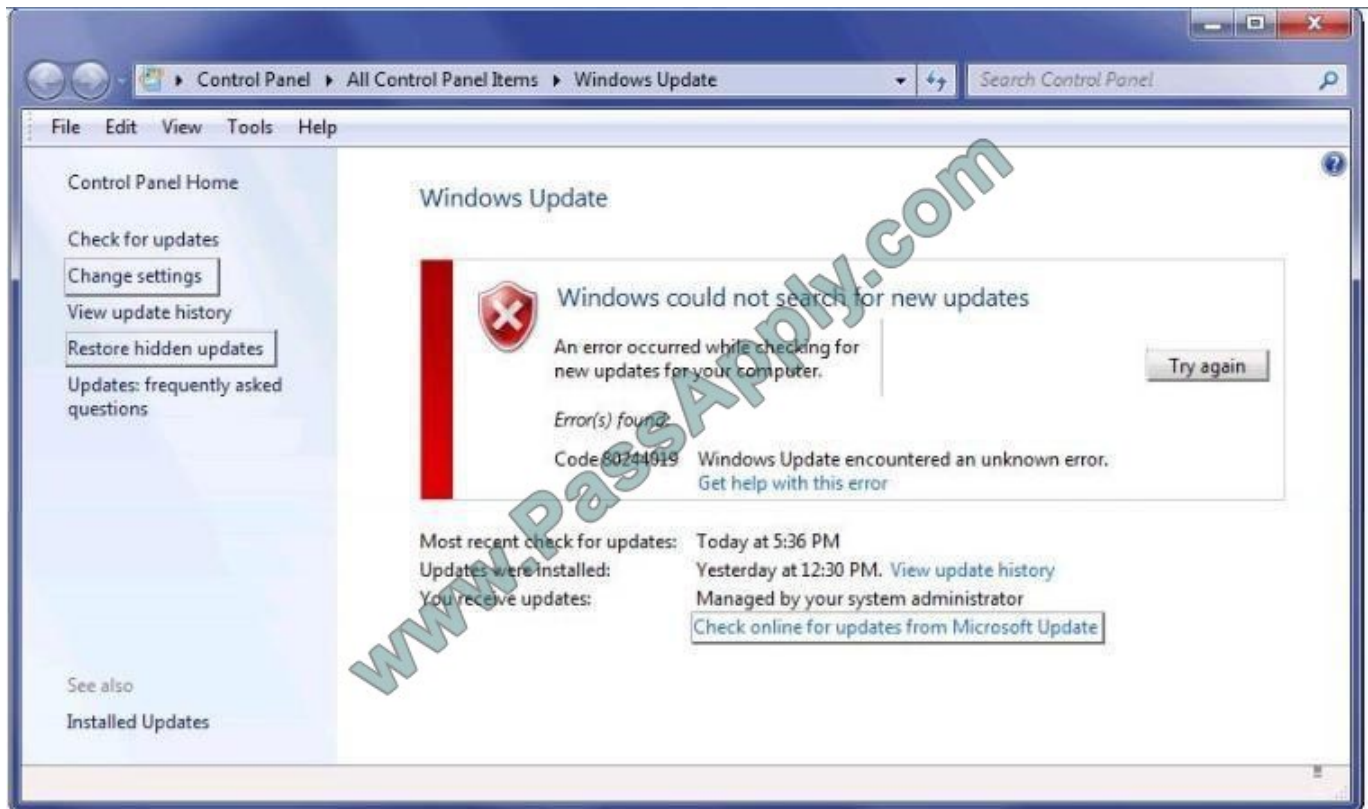 Control Panel ▸ All Control Panel Items ▸ Windows Update
Search Control Panel
File Edit View Tools Help
Control Panel Home
Check for updates
Change settings
View update history
Restore hidden updates
Updates: frequently asked
questions
See also
Installed Updates
Windows Update
Windows could not search for new updates
An error occurred while checking for
new updates for your computer.
Try again
Error(s) found:
Code 80244019 Windows Update encountered an unknown error.
Get help with this error
Most recent check for updates: Today at 5:36 PM
Updates were installed: Yesterday at 12:30 PM. View update history
You receive updates: Managed by your system administrator
Check online for updates from Microsoft Update
www.PassApply.com